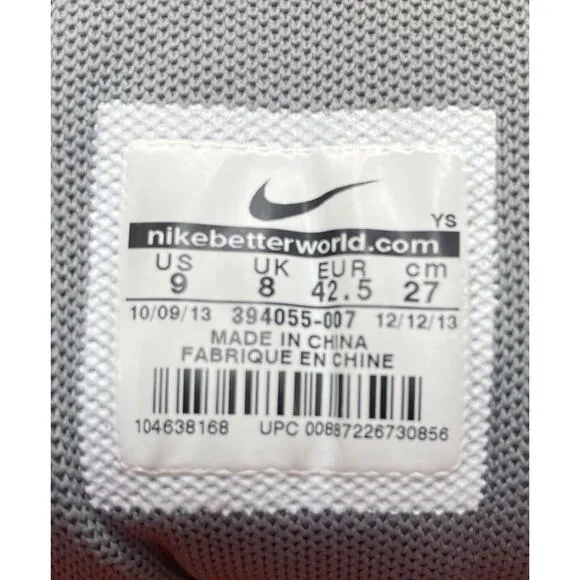 YS
nikebetterworld.com
US UK EUR cm
9 8 42.5 27
10/09/13 394055-007 12/12/13
MADE IN CHINA
FABRIQUE EN CHINE
104638168 UPC 00887226730856